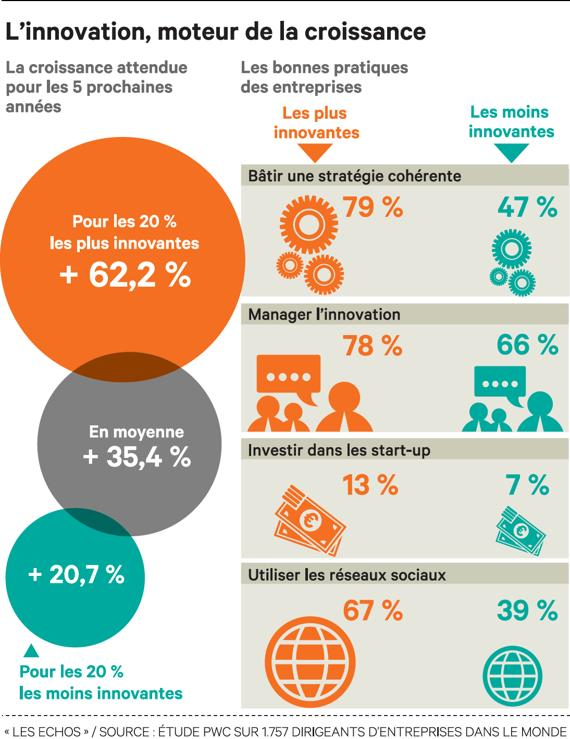 L’innovation, moteur de la croissance
La croissance attendue
pour les 5 prochaines
années
Pour les 20 %
les plus innovantes
+ 62,2 %
En moyenne
+ 35,4 %
+ 20,7 %
Pour les 20 %
les moins innovantes
Les bonnes pratiques
des entreprises
Les plus
innovantes
Les moins
innovantes
Bâtir une stratégie cohérente
79 %
47 %
Manager l’innovation
78 %
66 %
Investir dans les start-up
13 %
7 %
Utiliser les réseaux sociaux
67 %
39 %
« LES ECHOS » / SOURCE : ÉTUDE PWC SUR 1.757 DIRIGEANTS D’ENTREPRISES DANS LE MONDE